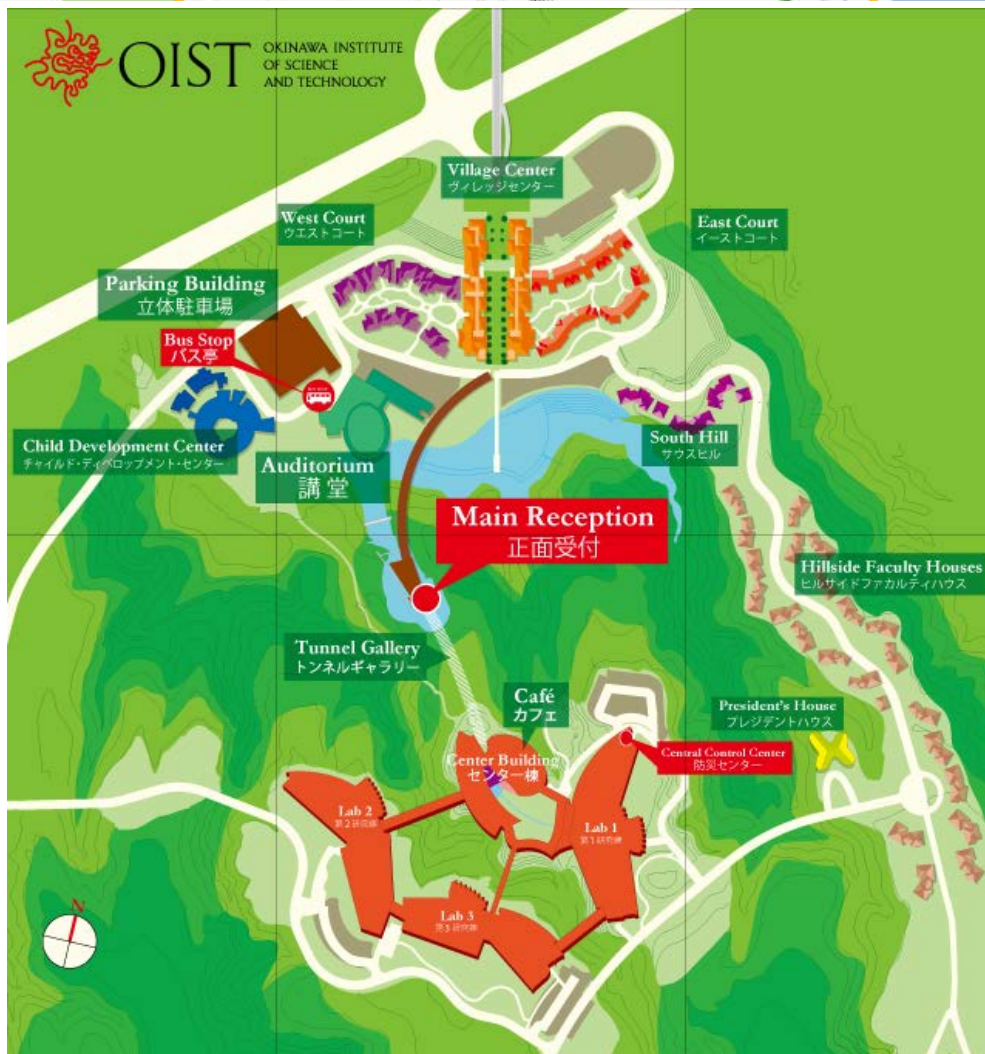 OIST
OKINAWA INSTITUTE
OF SCIENCE
AND TECHNOLOGY
Village Center
ヴィレッジセンター
West Court
ウエストコート
East Court
イーストコート
Parking Building
立体駐車場
Bus Stop
バス亭
BUS STOP
Child Development Center
チャイルド・ディベロップメント・センター
Auditorium
講堂
South Hill
サウスヒル
Main Reception
正面受付
Hillside Faculty Houses
ヒルサイドファカルティハウス
Tunnel Gallery
トンネルギャラリー
Café
カフェ
President's House
プレジデントハウス
Central Control Center
防災センター
Center Building
センター棟
Lab 2
第2研究棟
Lab 1
第1研究棟
Lab 3
第3研究棟
N